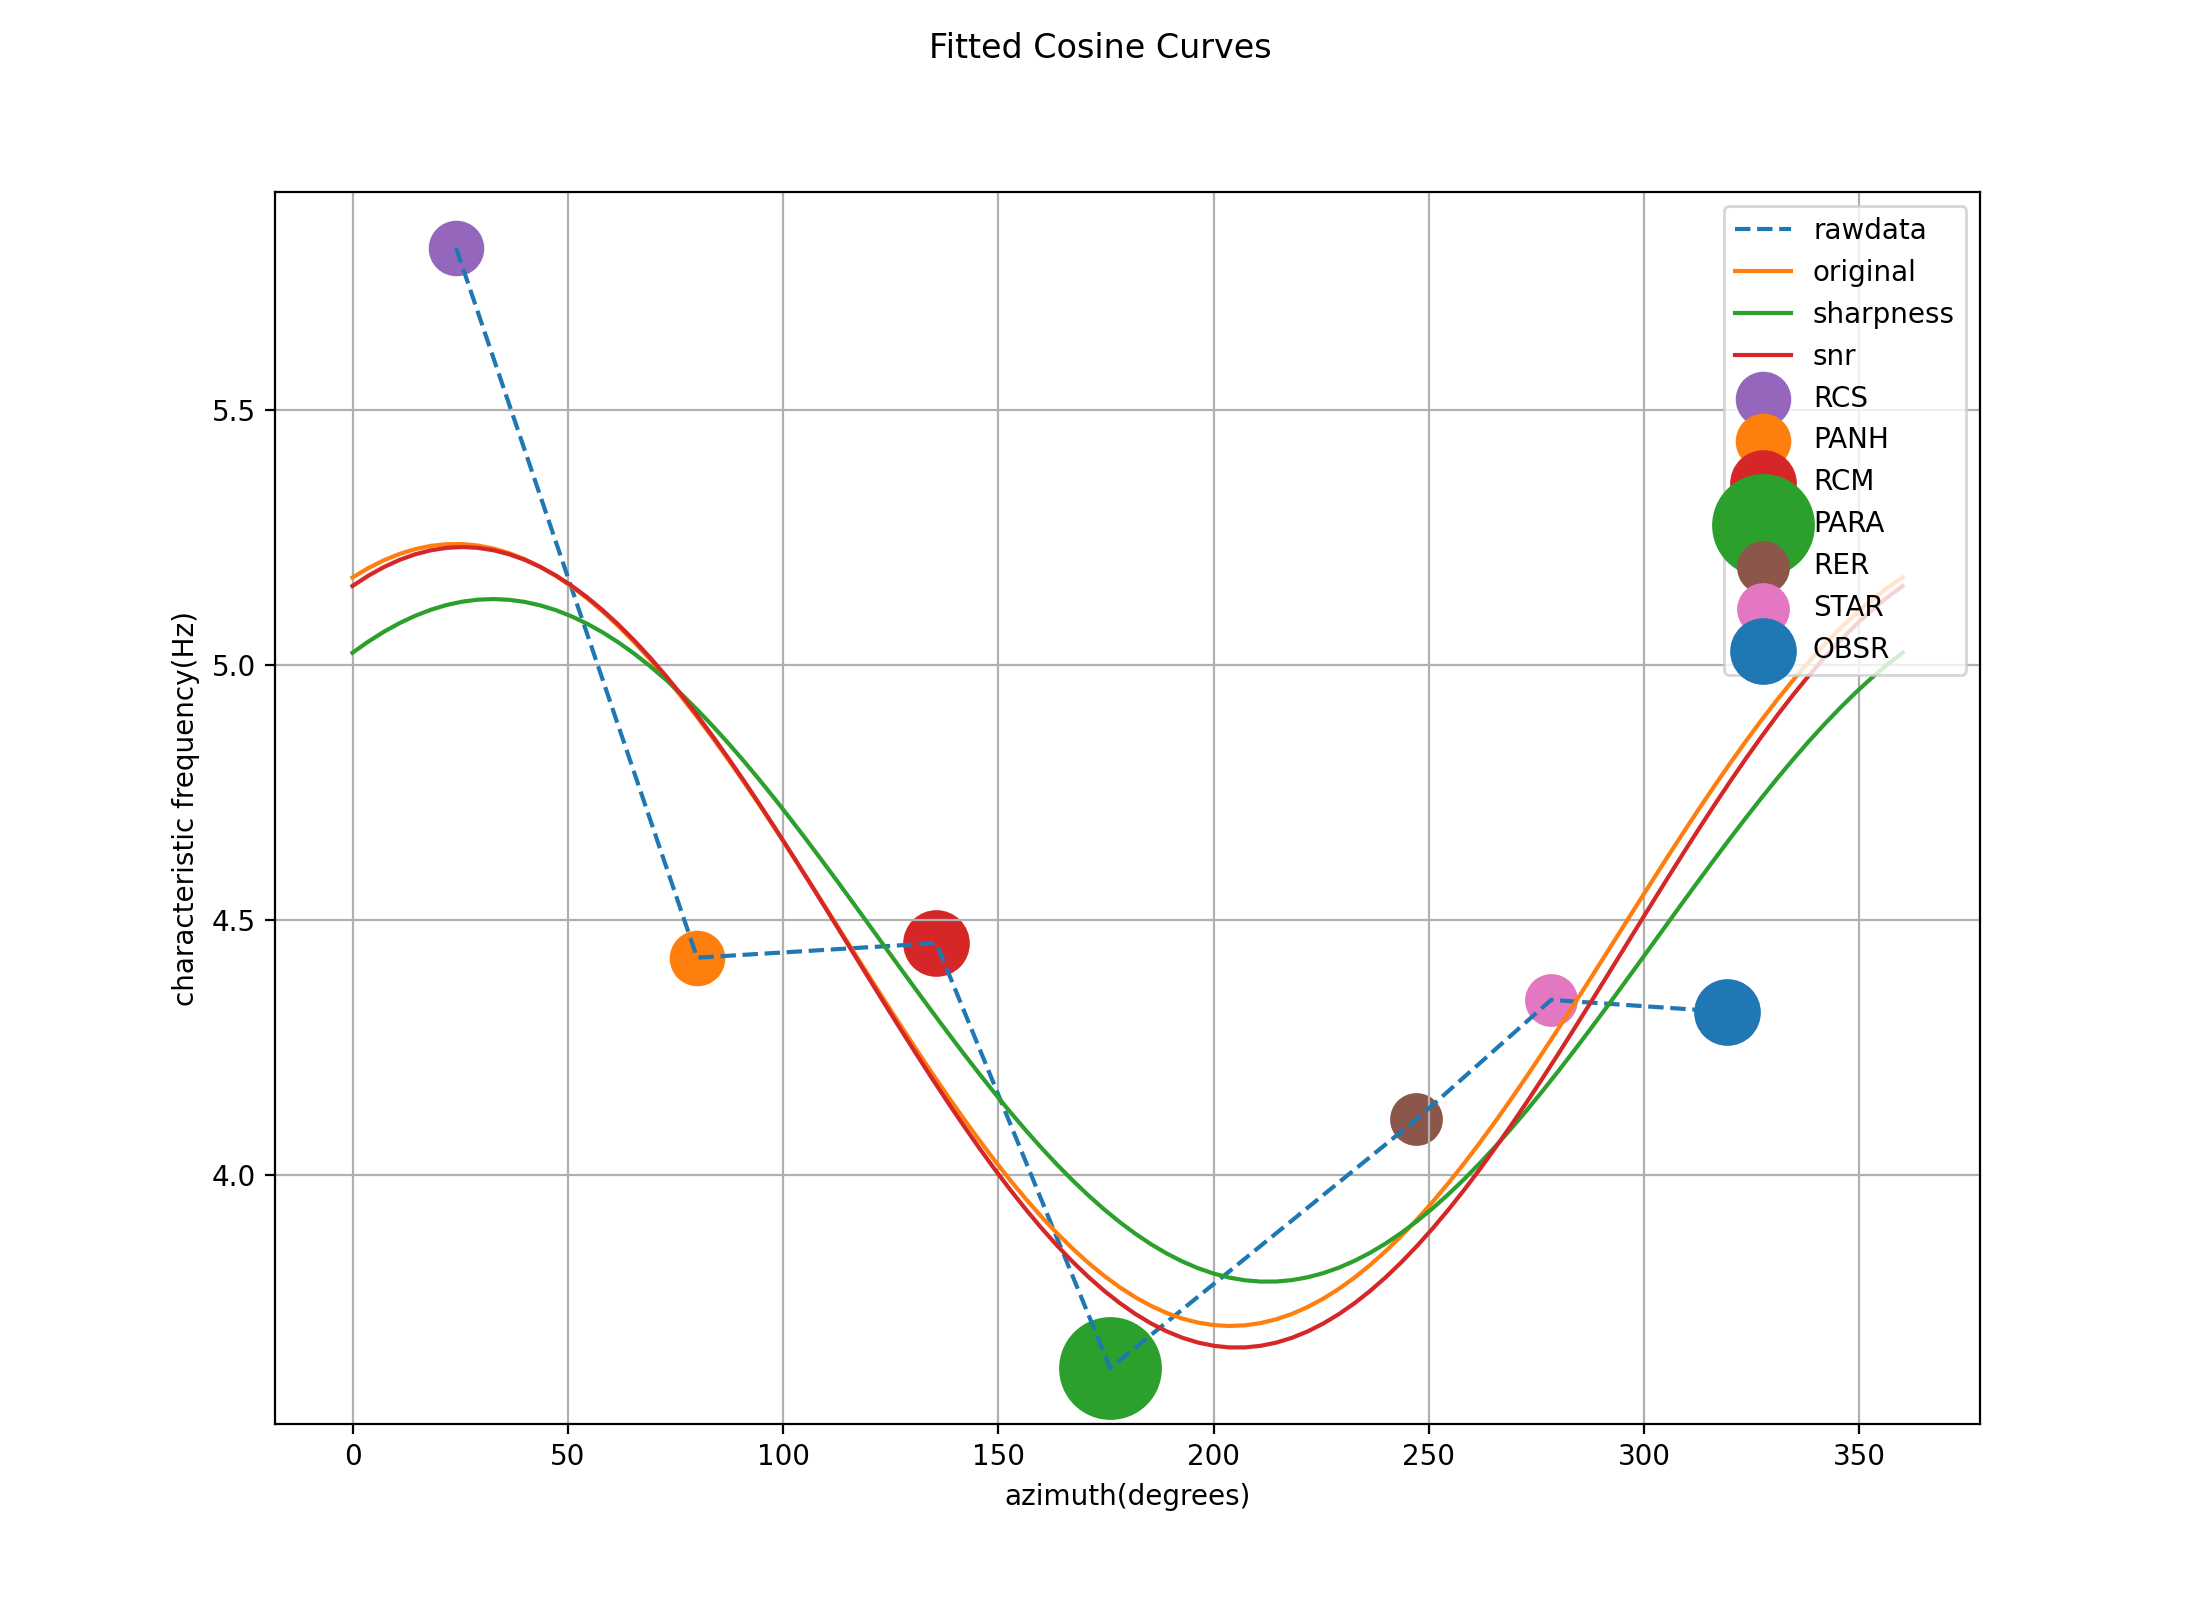 Fitted Cosine Curves
rawdata
original
sharpness
snr
RCS
PANH
RCM
PARA
RER
STAR
OBSR
characteristic frequency(Hz)
5.5
5.0
4.5
4.0
0 50 100 150 200 250 300 350
azimuth(degrees)